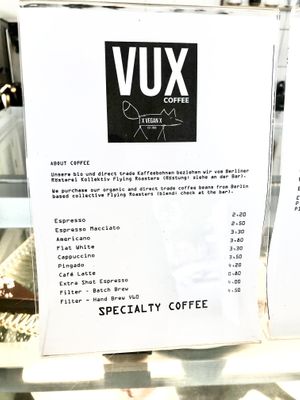 VUX
COFFEE
X VEGAN X
ABOUT COFFEE
Unsere bio und direct trade Kaffeebohnen beziehen wir vom Berliner
Rösterei Kollektiv Flying Roasters (Röstung: siehe an der Bar).
We purchase our organic and direct trade coffee beans from Berlin
based collective Flying Roasters (blend: check at the bar).
Espresso 2.20
Espresso Macciato 2.50
Americano 3.30
Flat White 3.80
Cappuccino 3.30
Pingado 3.50
Café Latte 4.20
Extra Shot Espresso 0.80
Filter - Batch Brew 4.00
Filter - Hand Brew V60 4.50
SPECIALTY COFFEE